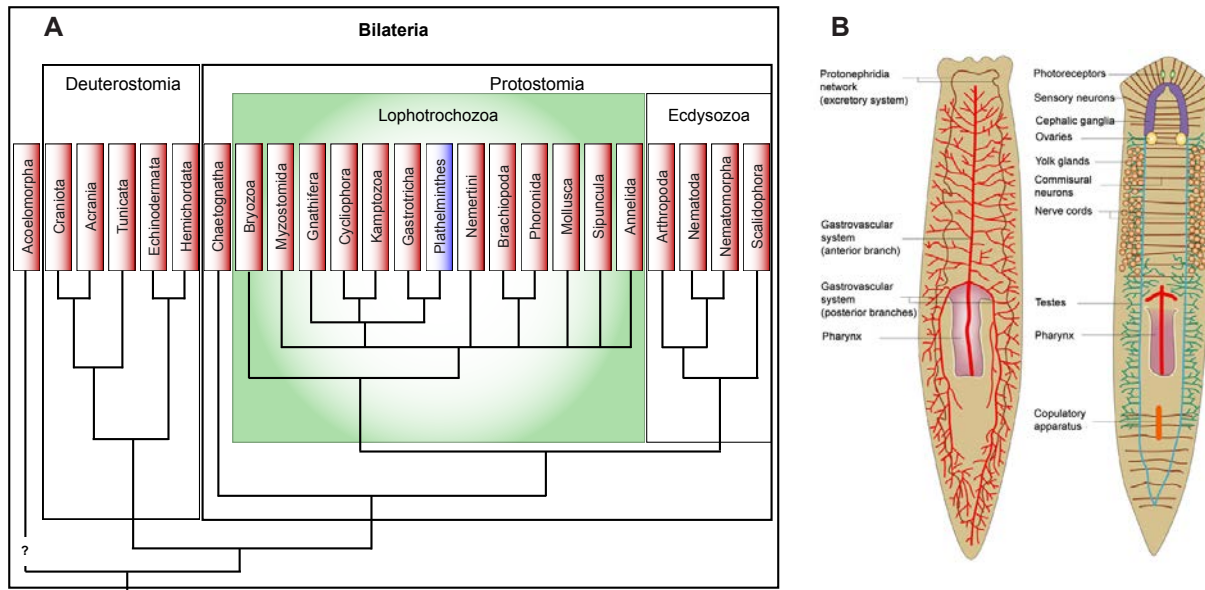 A
Bilateria
Deuterostomia
Protostomia
Lophotrochozoa
Ecdysozoa
Acoelomorpha
Craniota
Acrania
Tunicata
Echinodermata
Hemichordata
Chaetognatha
Bryozoa
Myzostomida
Gnathifera
Cycliophora
Kamptozoa
Gastrotricha
Plathelminthes
Nemertini
Brachiopoda
Phoronida
Mollusca
Sipuncula
Annelida
Arthropoda
Nematoda
Nematomorpha
Scalidophora
?
B
Protonephridia
network
(excretory system)
Gastrovascular
system
(anterior branch)
Gastrovascular
system
(posterior branches)
Pharynx
Photoreceptors
Sensory neurons
Cephalic ganglia
Ovaries
Yolk glands
Commisural
neurons
Nerve cords
Testes
Pharynx
Copulatory
apparatus